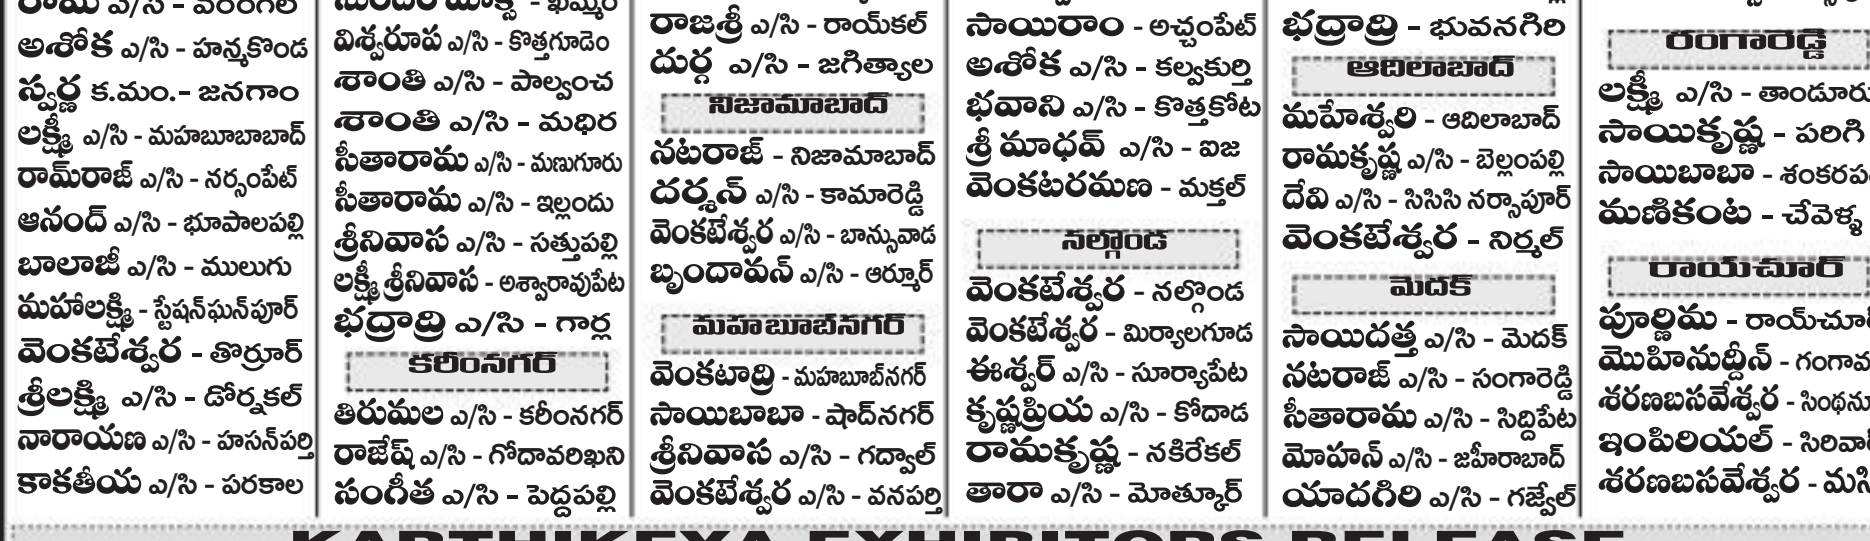 రామ ఎ/సి - వరంగల్
అశోక ఎ/సి - హన్మకొండ
స్వర్ణ క.మం.- జనగాం
లక్ష్మీ ఎ/సి - మహబూబాబాద్
రామ్‌రాజ్ ఎ/సి - నర్సంపేట్
ఆనంద్ ఎ/సి - భూపాలపల్లి
బాలాజీ ఎ/సి - ములుగు
మహాలక్ష్మి - స్టేషన్‌ఘన్‌పూర్
వెంకటేశ్వర - తొర్రూర్
శ్రీలక్ష్మి ఎ/సి - డోర్నకల్
నారాయణ ఎ/సి - హసన్‌పర్తి
కాకతీయ ఎ/సి - పరకాల
- ఖమ్మం
విశ్వరూప ఎ/సి - కొత్తగూడెం
శాంతి ఎ/సి - పాల్వంచ
శాంతి ఎ/సి - మధిర
సీతారామ ఎ/సి - మణుగూరు
సీతారామ ఎ/సి - ఇల్లందు
శ్రీనివాస ఎ/సి - సత్తుపల్లి
లక్ష్మీ శ్రీనివాస - అశ్వారావుపేట
భద్రాద్రి ఎ/సి - గార్ల
కరీంనగర్
తిరుమల ఎ/సి - కరీంనగర్
రాజేష్ ఎ/సి - గోదావరిఖని
సంగీత ఎ/సి - పెద్దపల్లి
రాజశ్రీ ఎ/సి - రాయ్‌కల్
దుర్గ ఎ/సి - జగిత్యాల
నిజామాబాద్
నటరాజ్ - నిజామాబాద్
దర్శన్ ఎ/సి - కామారెడ్డి
వెంకటేశ్వర ఎ/సి - బాన్సువాడ
బృందావన్ ఎ/సి - ఆర్మూర్
మహబూబ్‌నగర్
వెంకటాద్రి - మహబూబ్‌నగర్
సాయిబాబా - షాద్‌నగర్
శ్రీనివాస ఎ/సి - గద్వాల్
వెంకటేశ్వర ఎ/సి - వనపర్తి
సాయిరాం - అచ్చంపేట్
అశోక ఎ/సి - కల్వకుర్తి
భవాని ఎ/సి - కొత్తకోట
శ్రీ మాధవ్ ఎ/సి - ఐజ
వెంకటరమణ - మక్తల్
నల్గొండ
వెంకటేశ్వర - నల్గొండ
వెంకటేశ్వర - మిర్యాలగూడ
ఈశ్వర్ ఎ/సి - సూర్యాపేట
కృష్ణప్రియ ఎ/సి - కోదాడ
రామకృష్ణ - నకిరేకల్
తారా ఎ/సి - మోత్కూర్
భద్రాద్రి - భువనగిరి
ఆదిలాబాద్
మహేశ్వరి - ఆదిలాబాద్
రామకృష్ణ ఎ/సి - బెల్లంపల్లి
దేవి ఎ/సి - సిసిసి నర్సాపూర్
వెంకటేశ్వర - నిర్మల్
మెదక్
సాయిదత్త ఎ/సి - మెదక్
నటరాజ్ ఎ/సి - సంగారెడ్డి
సీతారామ ఎ/సి - సిద్దిపేట
మోహన్ ఎ/సి - జహీరాబాద్
యాదగిరి ఎ/సి - గజ్వేల్
రంగారెడ్డి
లక్ష్మీ ఎ/సి - తాండూరు
సాయికృష్ణ - పరిగి
సాయిబాబా - శంకరప
మణికంట - చేవెళ్ళ
రాయ్‌చూర్
పూర్ణిమ - రాయ్‌చూర్
మొహినుద్దీన్ - గంగావ
శరణబసవేశ్వర - సింధనూ
ఇంపిరియల్ - సిరివా
శరణబసవేశ్వర - మస్
KARTHIKEYA EXHIBITORS RELEASE